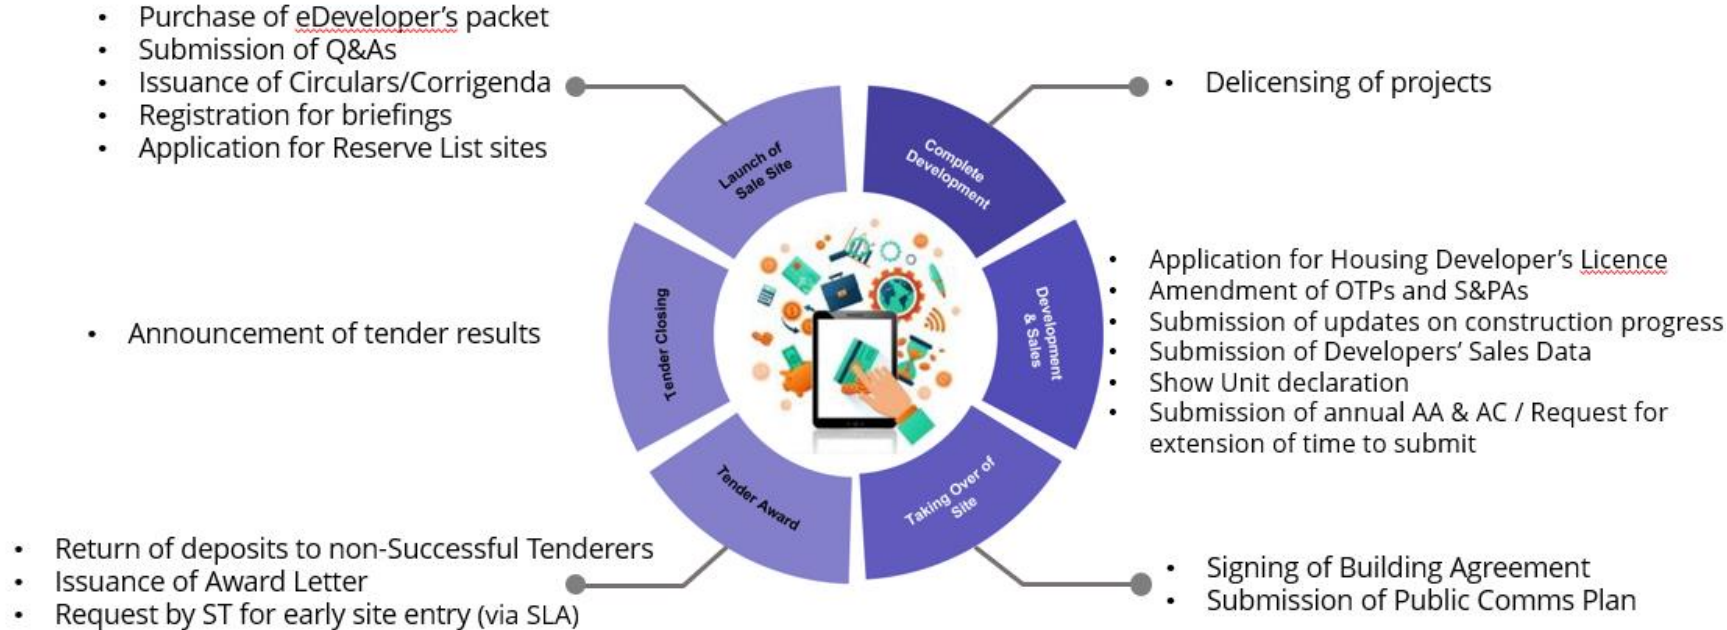 • Purchase of eDeveloper's packet
• Submission of Q&As
• Issuance of Circulars/Corrigenda
• Registration for briefings
• Application for Reserve List sites
Launch of
Sale Site
• Announcement of tender results
Tender Closing
• Return of deposits to non-Successful Tenderers
• Issuance of Award Letter
• Request by ST for early site entry (via SLA)
Tender Award
Taking Over of
Site
• Signing of Building Agreement
• Submission of Public Comms Plan
Development
& Sales
• Application for Housing Developer's Licence
• Amendment of OTPs and S&PAs
• Submission of updates on construction progress
• Submission of Developers' Sales Data
• Show Unit declaration
• Submission of annual AA & AC / Request for
extension of time to submit
Complete
Development
• Delicensing of projects